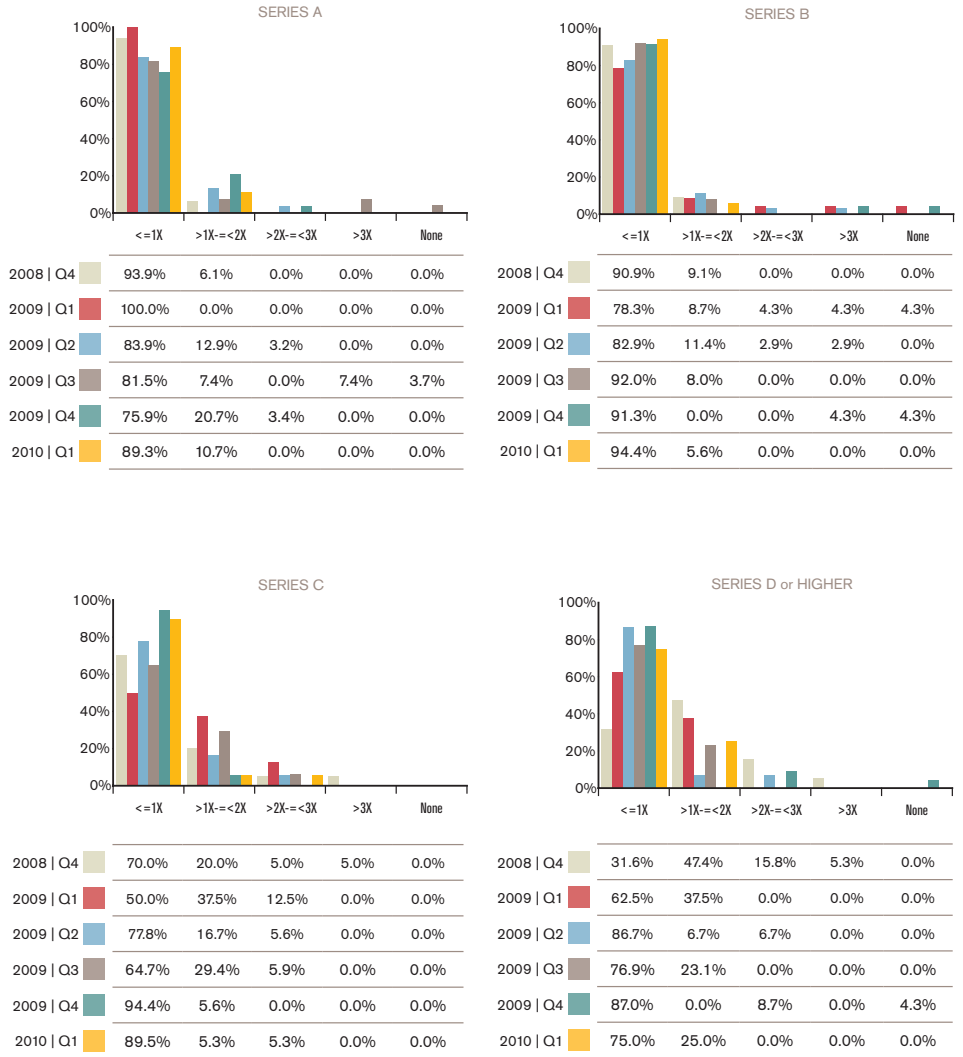 SERIES A
100%
80%
60%
40%
20%
0%
<=1X >1X-=<2X >2X-=<3X >3X None
2008 | Q4 93.9% 6.1% 0.0% 0.0% 0.0%
2009 | Q1 100.0% 0.0% 0.0% 0.0% 0.0%
2009 | Q2 83.9% 12.9% 3.2% 0.0% 0.0%
2009 | Q3 81.5% 7.4% 0.0% 7.4% 3.7%
2009 | Q4 75.9% 20.7% 3.4% 0.0% 0.0%
2010 | Q1 89.3% 10.7% 0.0% 0.0% 0.0%
SERIES B
100%
80%
60%
40%
20%
0%
<=1X >1X-=<2X >2X-=<3X >3X None
2008 | Q4 90.9% 9.1% 0.0% 0.0% 0.0%
2009 | Q1 78.3% 8.7% 4.3% 4.3% 4.3%
2009 | Q2 82.9% 11.4% 2.9% 2.9% 0.0%
2009 | Q3 92.0% 8.0% 0.0% 0.0% 0.0%
2009 | Q4 91.3% 0.0% 0.0% 4.3% 4.3%
2010 | Q1 94.4% 5.6% 0.0% 0.0% 0.0%
SERIES C
100%
80%
60%
40%
20%
0%
<=1X >1X-=<2X >2X-=<3X >3X None
2008 | Q4 70.0% 20.0% 5.0% 5.0% 0.0%
2009 | Q1 50.0% 37.5% 12.5% 0.0% 0.0%
2009 | Q2 77.8% 16.7% 5.6% 0.0% 0.0%
2009 | Q3 64.7% 29.4% 5.9% 0.0% 0.0%
2009 | Q4 94.4% 5.6% 0.0% 0.0% 0.0%
2010 | Q1 89.5% 5.3% 5.3% 0.0% 0.0%
SERIES D or HIGHER
100%
80%
60%
40%
20%
0%
<=1X >1X-=<2X >2X-=<3X >3X None
2008 | Q4 31.6% 47.4% 15.8% 5.3% 0.0%
2009 | Q1 62.5% 37.5% 0.0% 0.0% 0.0%
2009 | Q2 86.7% 6.7% 6.7% 0.0% 0.0%
2009 | Q3 76.9% 23.1% 0.0% 0.0% 0.0%
2009 | Q4 87.0% 0.0% 8.7% 0.0% 4.3%
2010 | Q1 75.0% 25.0% 0.0% 0.0% 0.0%